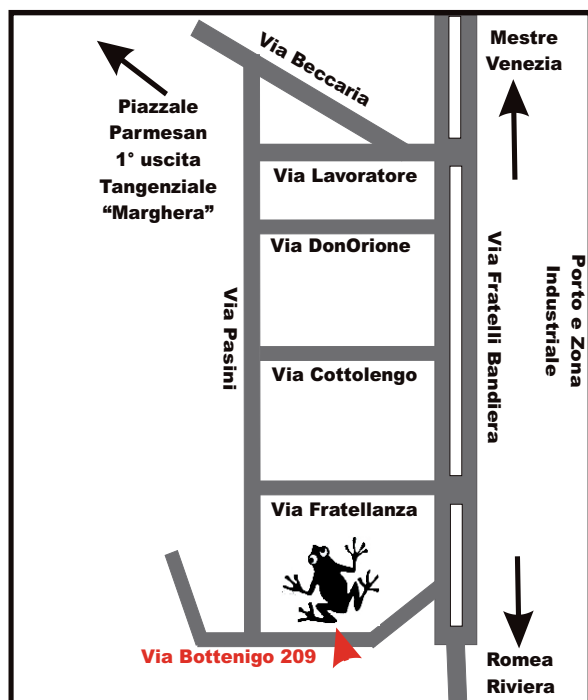 Via Beccaria
Mestre
Venezia
Piazzale
Parmesan
1° uscita
Tangenziale
“Marghera”
Via Lavoratore
Via DonOrione
Via Pasini
Via Fratelli Bandiera
Porto e Zona
Industriale
Via Cottolengo
Via Fratellanza
Via Bottenigo 209
Romea
Riviera